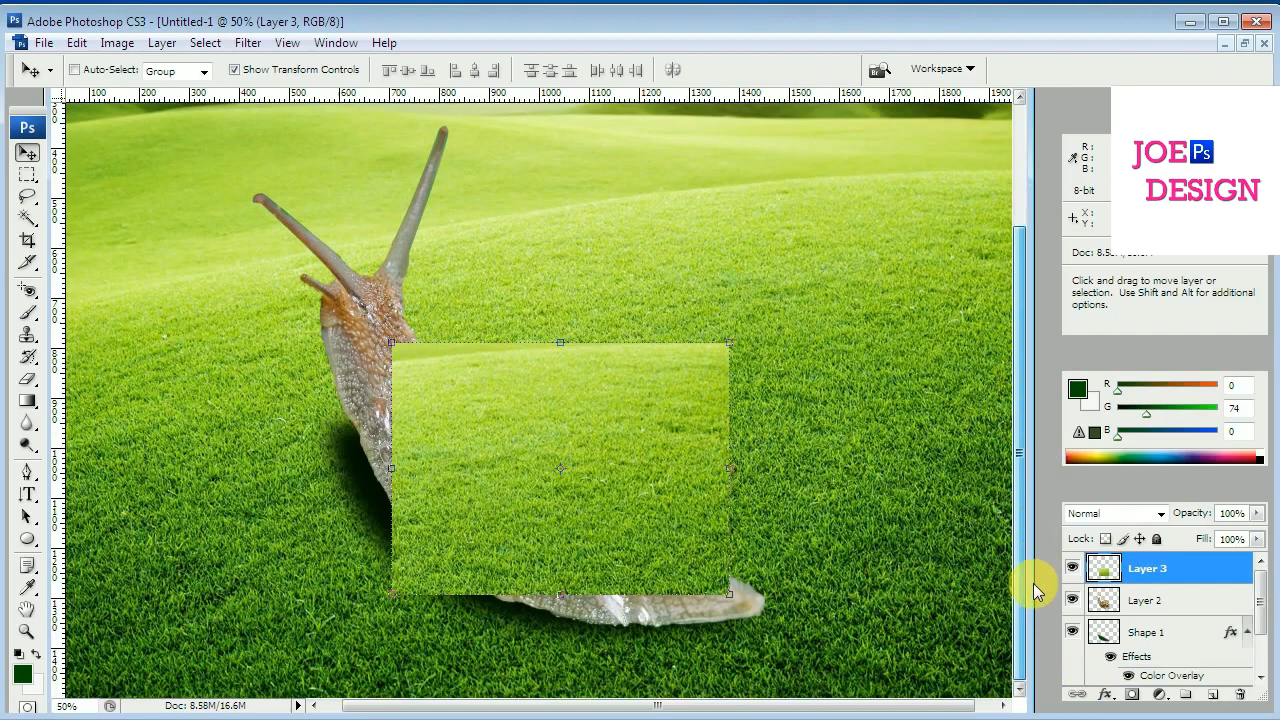 Adobe Photoshop CS3 - [Untitled-1 @ 50% (Layer 3, RGB/8)]
File Edit Image Layer Select Filter View Window Help
Auto-Select: Group Show Transform Controls Workspace
100 200 300 400 500 600 700 800 900 1000 1100 1200 1300 1400 1500 1600 1700 1800 1900
Ps
R:
G:
B:
8-bit
X:
Y:
JOE Ps
DESIGN
Click and drag to move layer or
selection. Use Shift and Alt for additional
options.
R 0
G 74
B 0
Normal Opacity: 100%
Lock: Fill: 100%
Layer 3
Layer 2
Shape 1 fx
Effects
Color Overlay
50% Doc: 8.58M/16.6M